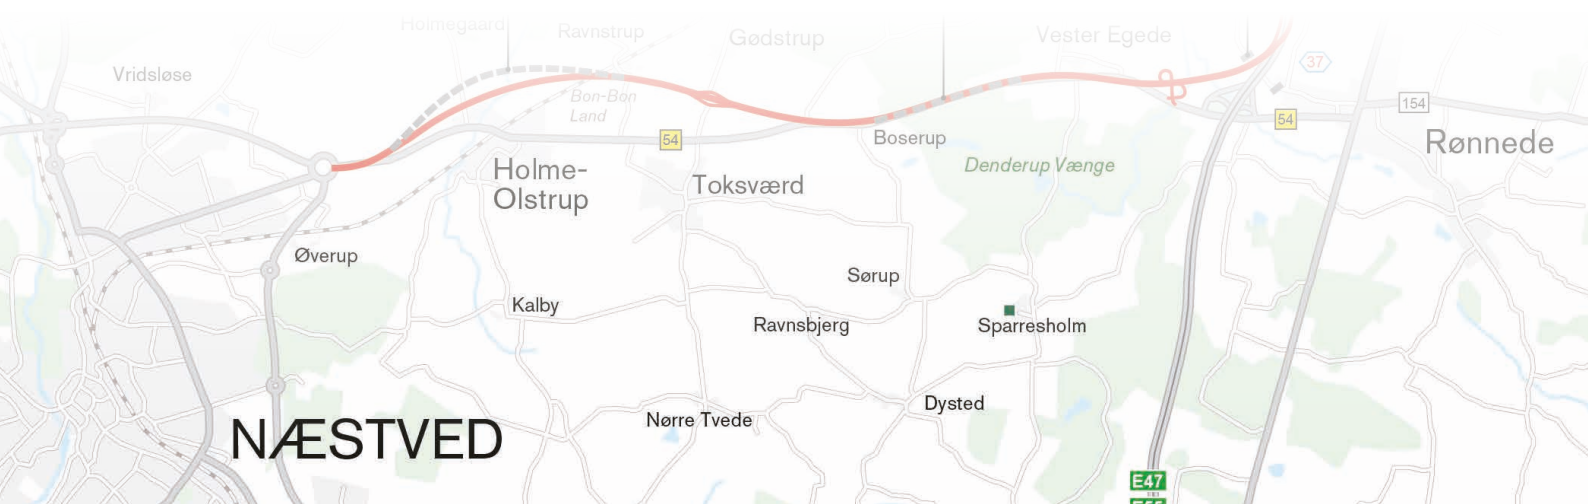 Holmegaard
Ravnstrup
Gødstrup
Vester Egede
Vridsløse
37
Bon-Bon
Land
154
54
54
Boserup
Rønnede
Holme-
Olstrup
Toksværd
Denderup Vænge
Øverup
Sørup
Kalby
Ravnsbjerg
Sparresholm
Dysted
Nørre Tvede
NÆSTVED
E47